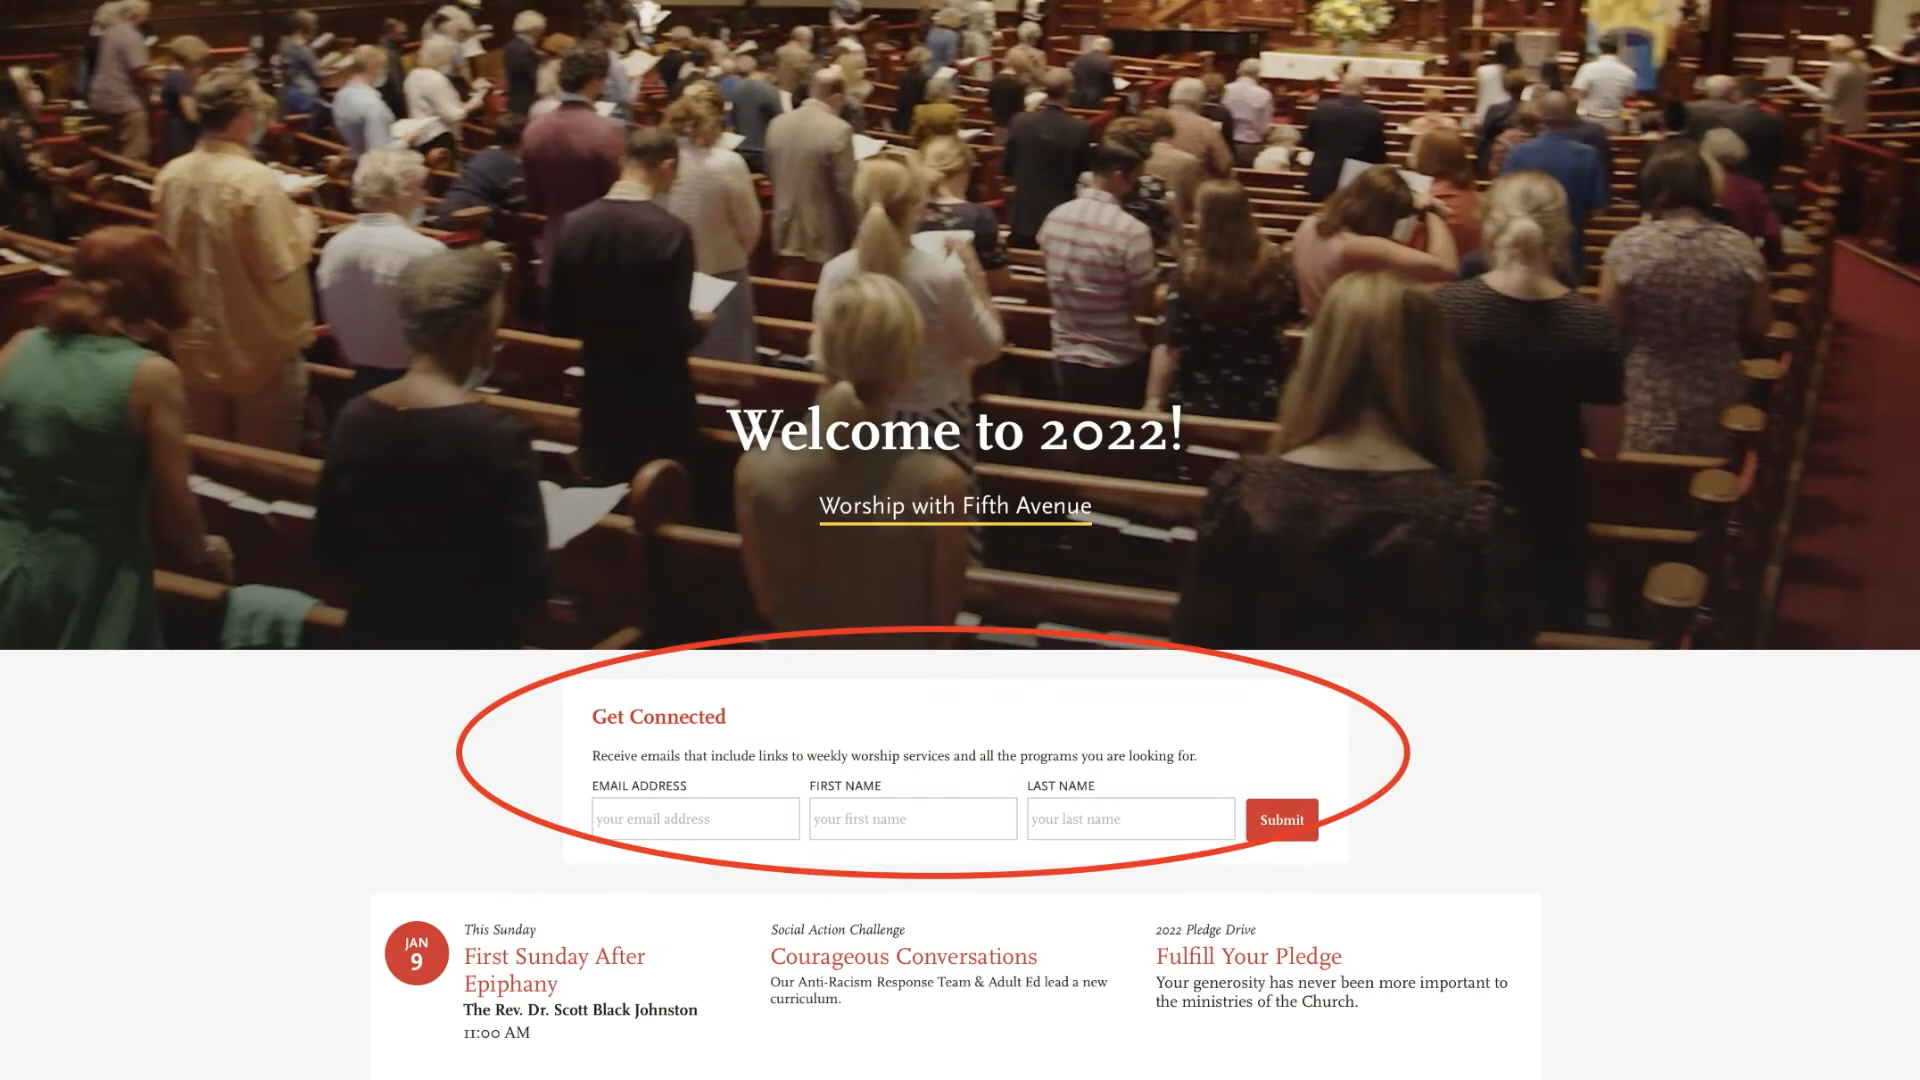 Welcome to 2022!
Worship with Fifth Avenue
Get Connected
Receive emails that include links to weekly worship services and all the programs you are looking for.
EMAIL ADDRESS
FIRST NAME
LAST NAME
your email address
your first name
your last name
Submit
JAN
9
This Sunday
First Sunday After
Epiphany
The Rev. Dr. Scott Black Johnston
11:00 AM
Social Action Challenge
Courageous Conversations
Our Anti-Racism Response Team & Adult Ed lead a new
curriculum.
2022 Pledge Drive
Fulfill Your Pledge
Your generosity has never been more important to
the ministries of the Church.